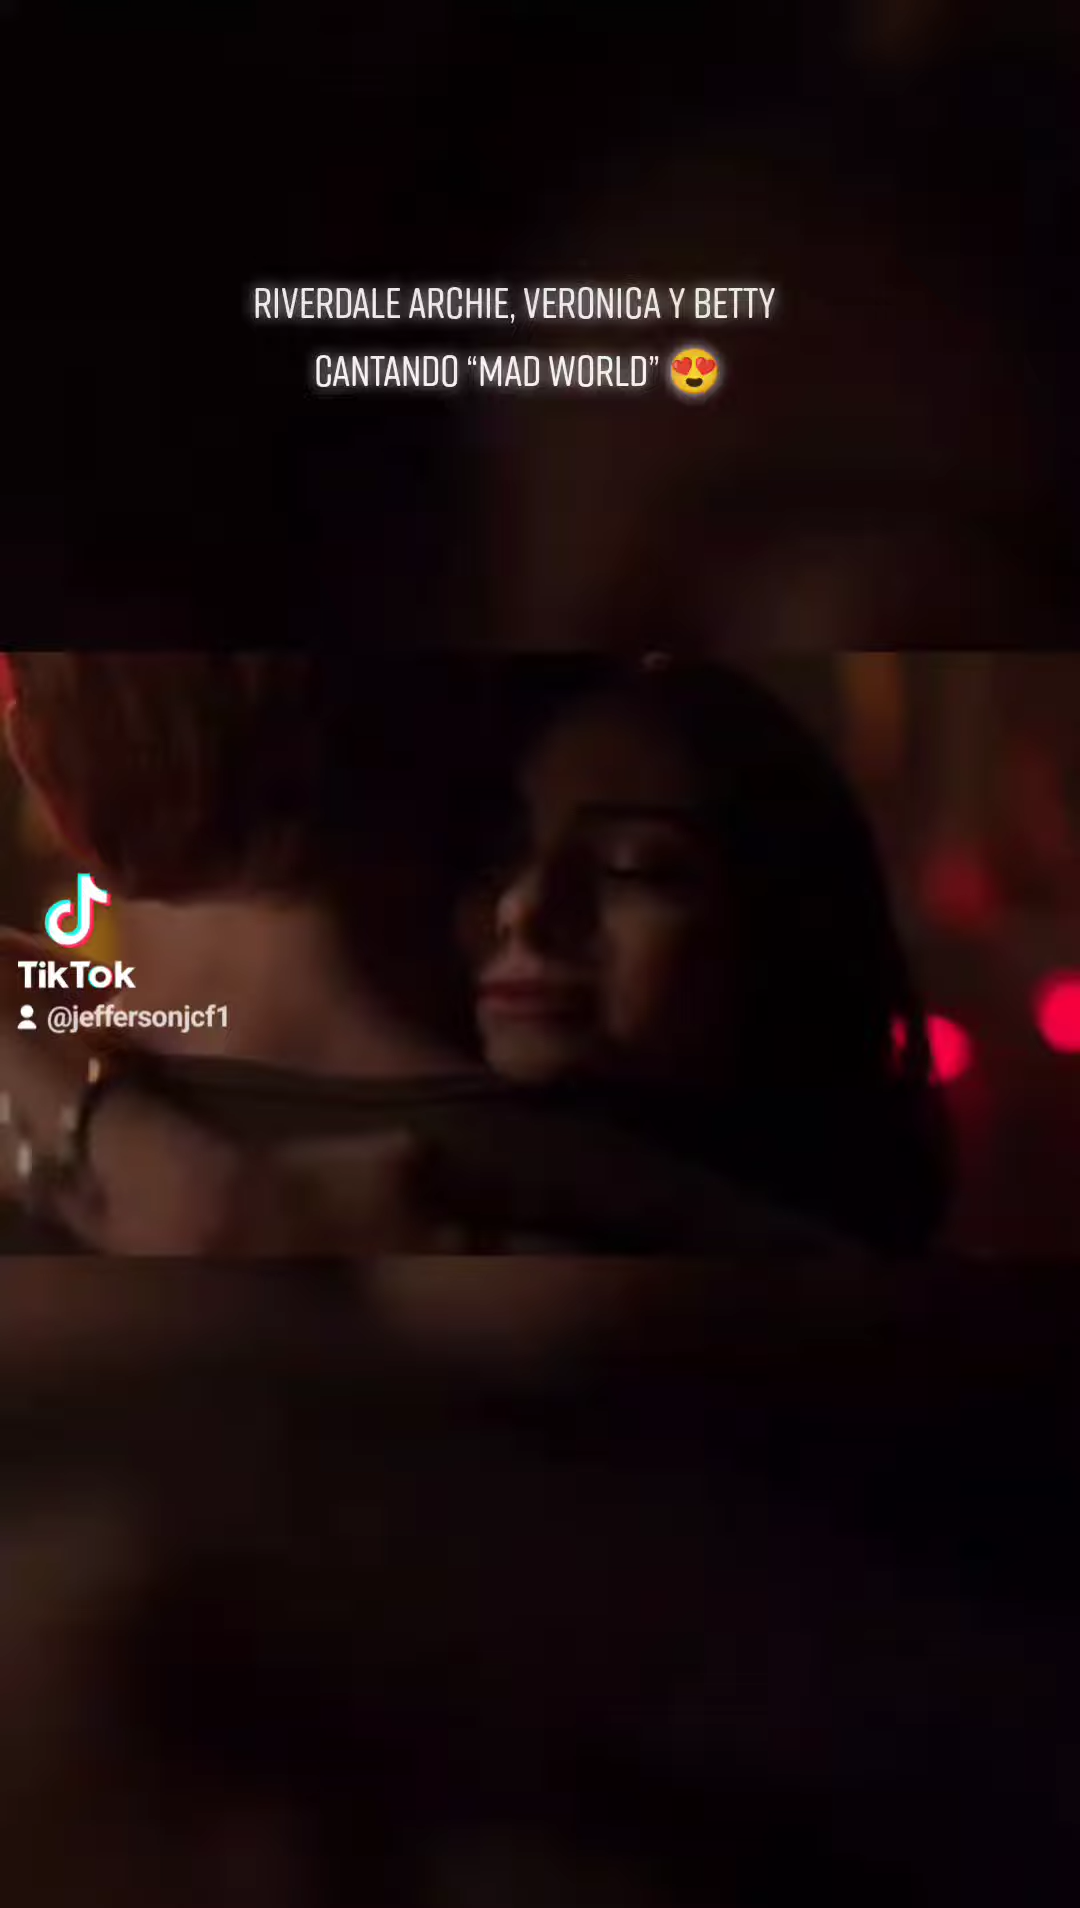 RIVERDALE ARCHIE, VERONICA Y BETTY
CANTANDO “MAD WORLD” 😍
TikTok
@jeffersonjcf1